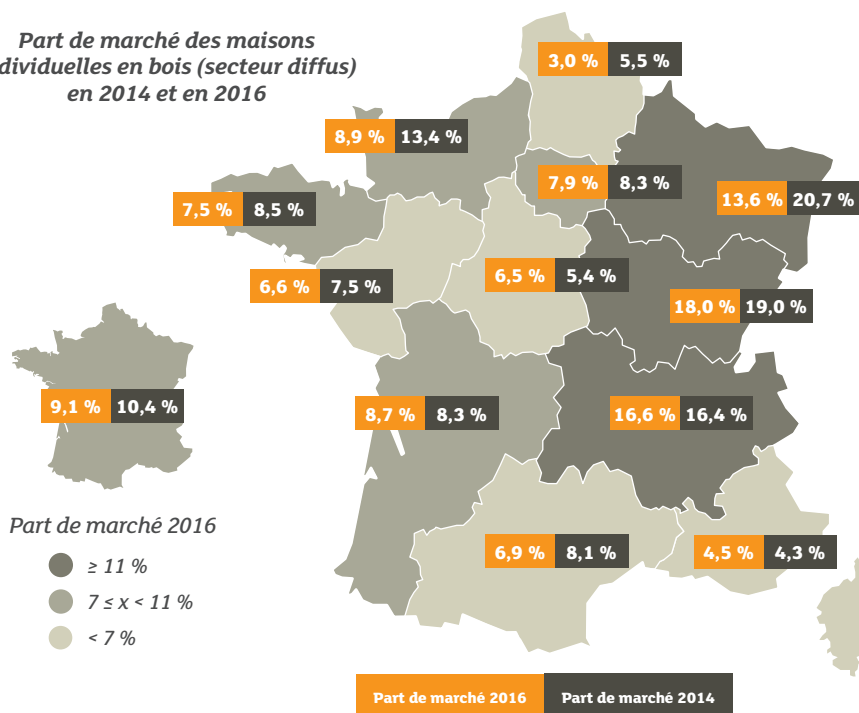 Part de marché des maisons
dividuelles en bois (secteur diffus)
en 2014 et en 2016
3,0 % 5,5 %
8,9 % 13,4 %
7,9 % 8,3 %
13,6 % 20,7 %
7,5 % 8,5 %
6,6 % 7,5 %
6,5 % 5,4 %
18,0 % 19,0 %
9,1 % 10,4 %
8,7 % 8,3 %
16,6 % 16,4 %
6,9 % 8,1 %
4,5 % 4,3 %
Part de marché 2016
≥ 11 %
7 ≤ x < 11 %
< 7 %
Part de marché 2016 Part de marché 2014